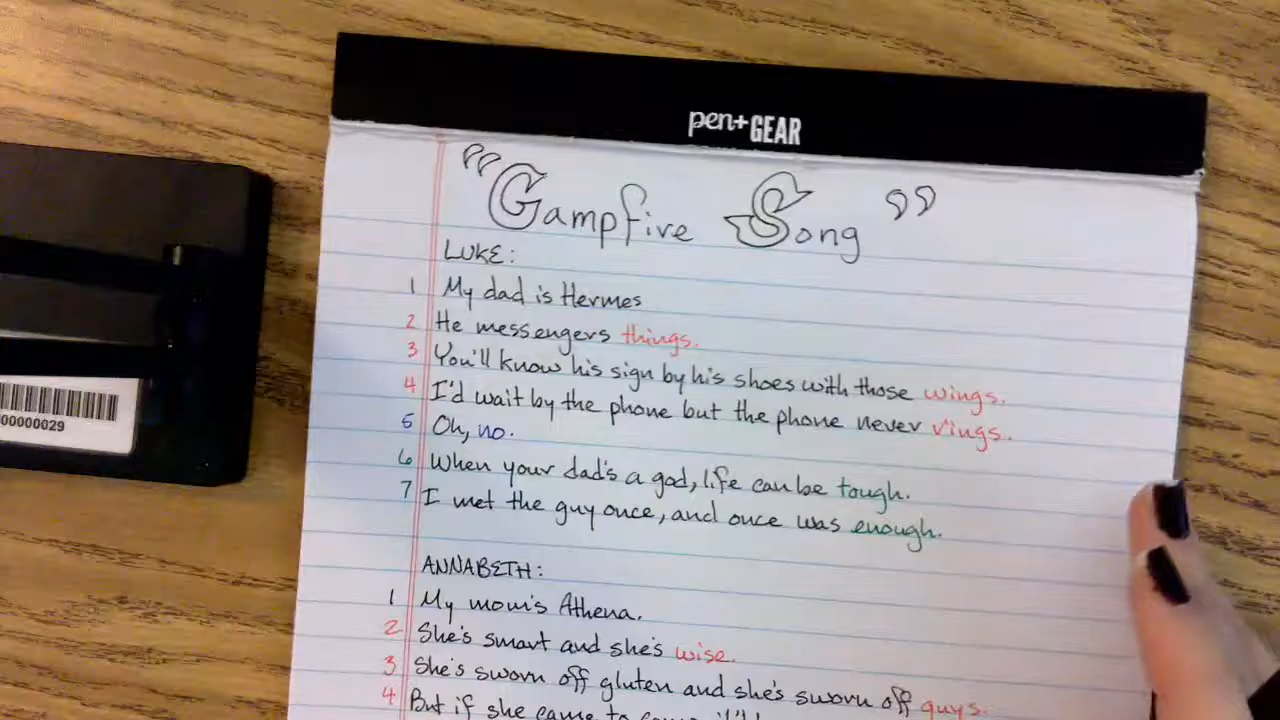 pen+GEAR
"Campfire Song"
LUKE:
1 My dad is Hermes
2 He messengers things.
3 You'll know his sign by his shoes with those wings.
4 I'd wait by the phone but the phone never rings.
5 Oh, no.
6 When your dad's a god, life can be tough.
7 I met the guy once, and once was enough.
ANNABETH:
1 My mom's Athena.
2 She's smart and she's wise.
3 She's sworn off gluten and she's sworn off guys.
4 But if she came to
00000029